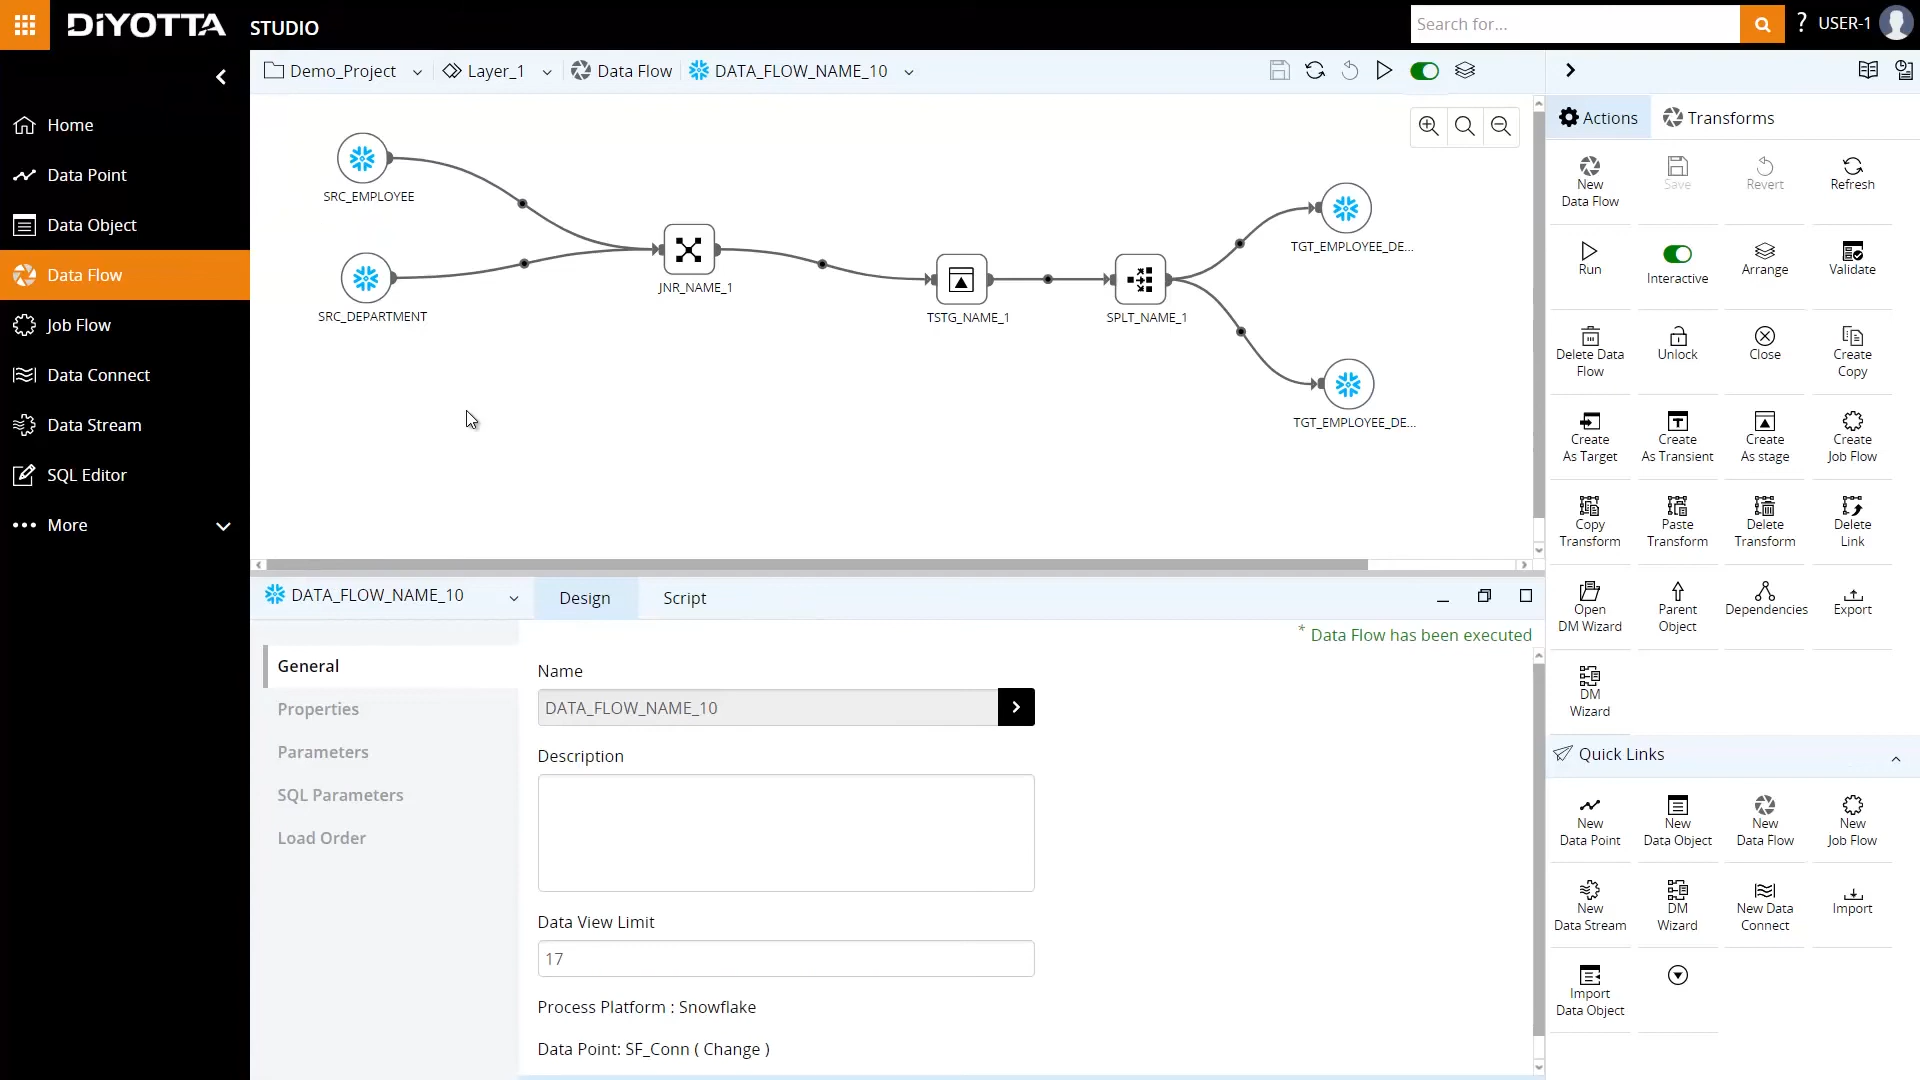 DiYOTTA STUDIO
Search for...
? USER-1
Home
Data Point
Data Object
Data Flow
Job Flow
Data Connect
Data Stream
SQL Editor
More
Demo_Project
Layer_1
Data Flow
DATA_FLOW_NAME_10
SRC_EMPLOYEE
SRC_DEPARTMENT
JNR_NAME_1
TSTG_NAME_1
SPLT_NAME_1
TGT_EMPLOYEE_DE...
TGT_EMPLOYEE_DE...
Actions
Transforms
New
Data Flow
Save
Revert
Refresh
Run
Interactive
Arrange
Validate
Delete Data
Flow
Unlock
Close
Create
Copy
Create
As Target
Create
As Transient
Create
As stage
Create
Job Flow
Copy
Transform
Paste
Transform
Delete
Transform
Delete
Link
Open
DM Wizard
Parent
Object
Dependencies
Export
DM
Wizard
Quick Links
New
Data Point
New
Data Object
New
Data Flow
New
Job Flow
New
Data Stream
DM
Wizard
New Data
Connect
Import
Import
Data Object
DATA_FLOW_NAME_10
Design
Script
* Data Flow has been executed
General
Properties
Parameters
SQL Parameters
Load Order
Name
DATA_FLOW_NAME_10
Description
Data View Limit
17
Process Platform : Snowflake
Data Point: SF_Conn ( Change )